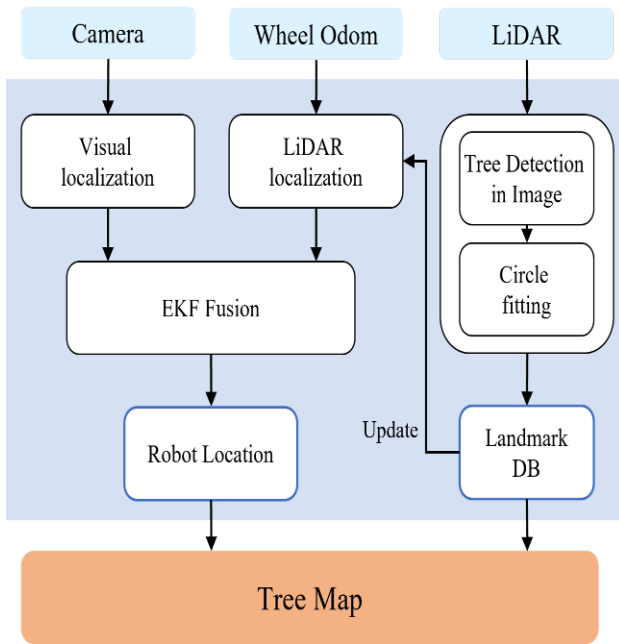 Camera
Wheel Odom
LiDAR
Visual
localization
LiDAR
localization
Tree Detection
in Image
Circle
fitting
EKF Fusion
Robot Location
Update
Landmark
DB
Tree Map